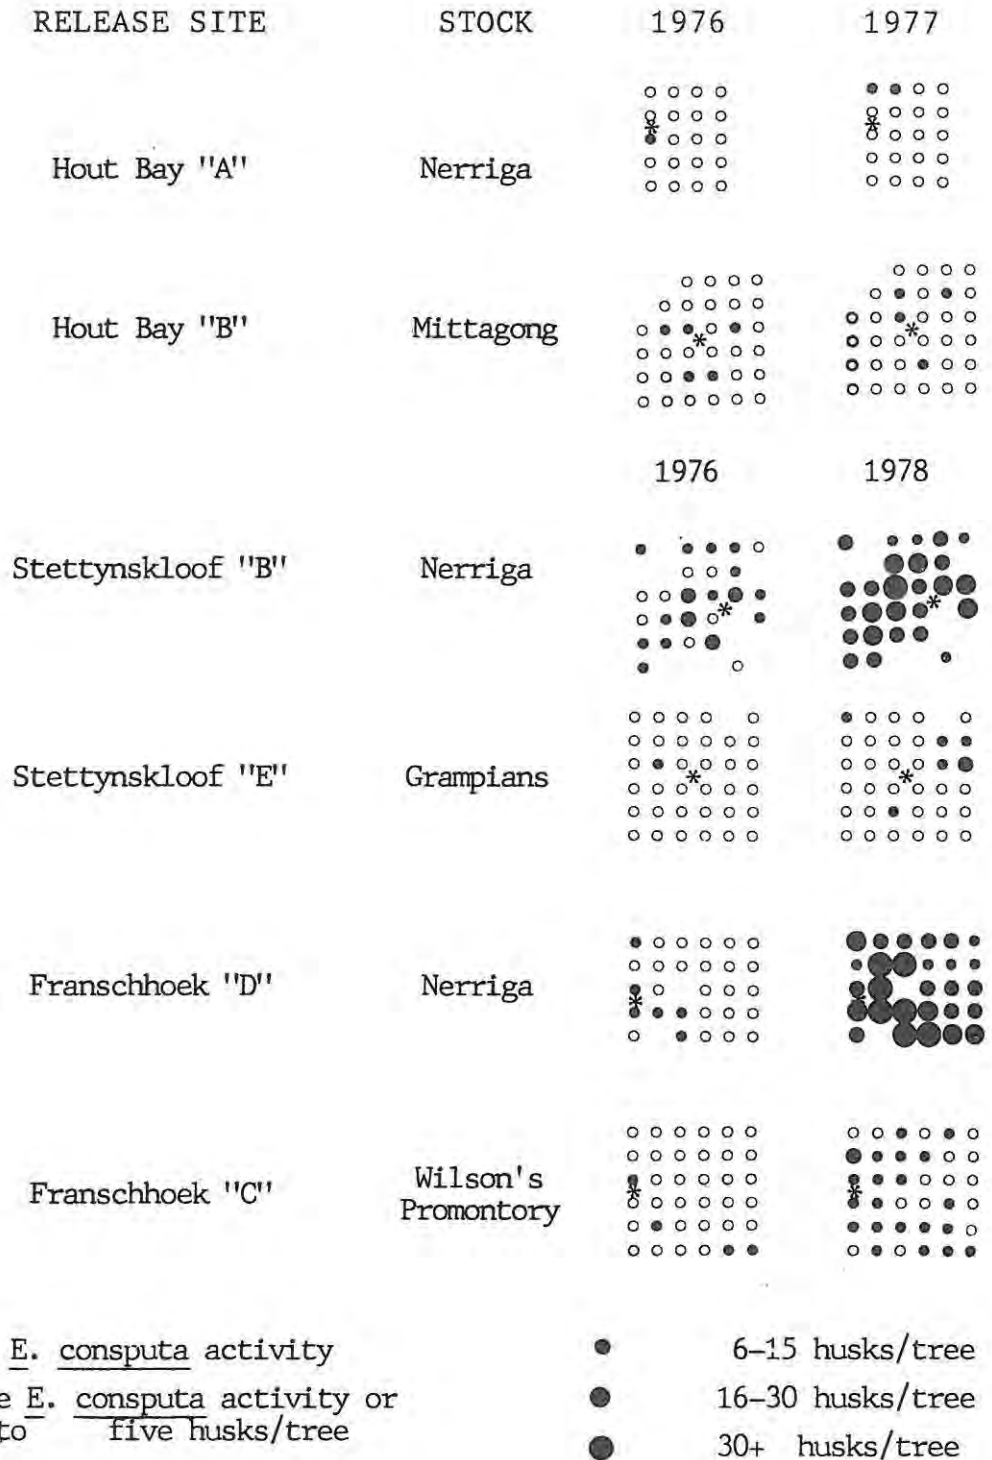 RELEASE SITE STOCK 1976 1977
Hout Bay "A" Nerriga
Hout Bay "B" Mittagong
1976 1978
Stettynskloof "B" Nerriga
Stettynskloof "E" Grampians
Franschhoek "D" Nerriga
Franschhoek "C" Wilson's
Promontory
E. consputa activity 6-15 husks/tree
e E. consputa activity or 16-30 husks/tree
to five husks/tree
30+ husks/tree